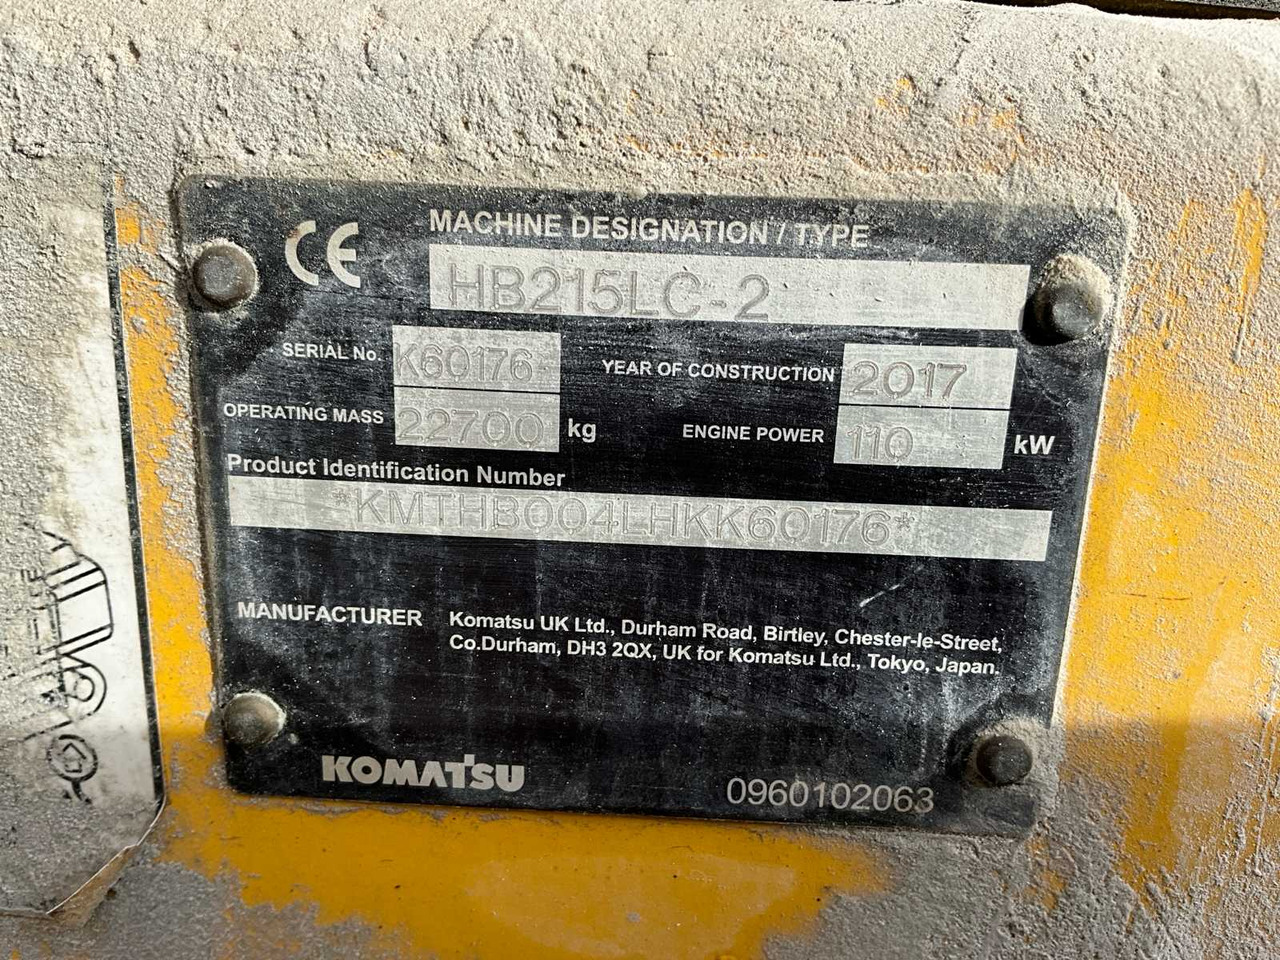 CE
MACHINE DESIGNATION / TYPE
HB215LC-2
SERIAL No. K60176
YEAR OF CONSTRUCTION 2017
OPERATING MASS 22700 kg
ENGINE POWER 110 kW
Product Identification Number
*KMTHB004LHKK60176*
MANUFACTURER Komatsu UK Ltd., Durham Road, Birtley, Chester-le-Street,
Co.Durham, DH3 2QX, UK for Komatsu Ltd., Tokyo, Japan.
KOMATSU
0960102063